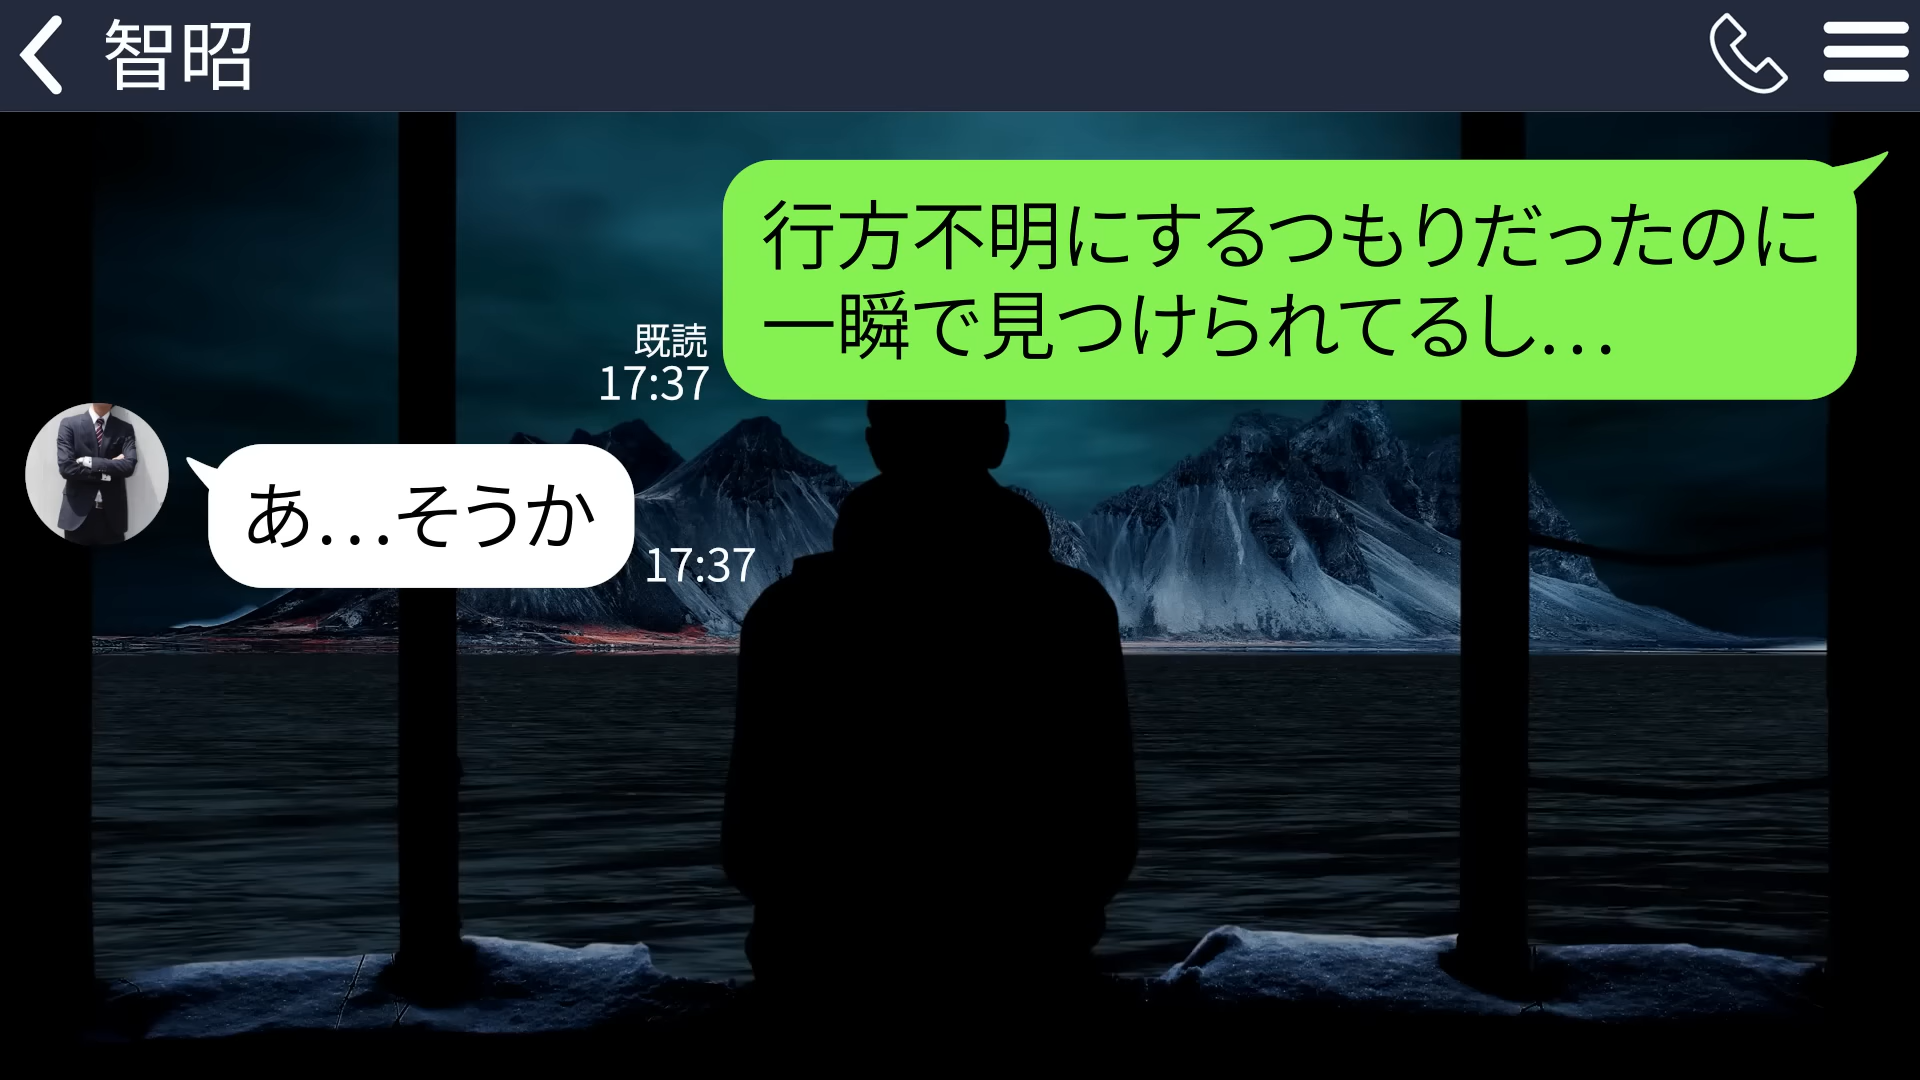 智昭
行方不明にするつもりだったのに
一瞬で見つけられてるし…
既読
17:37
あ…そうか
17:37